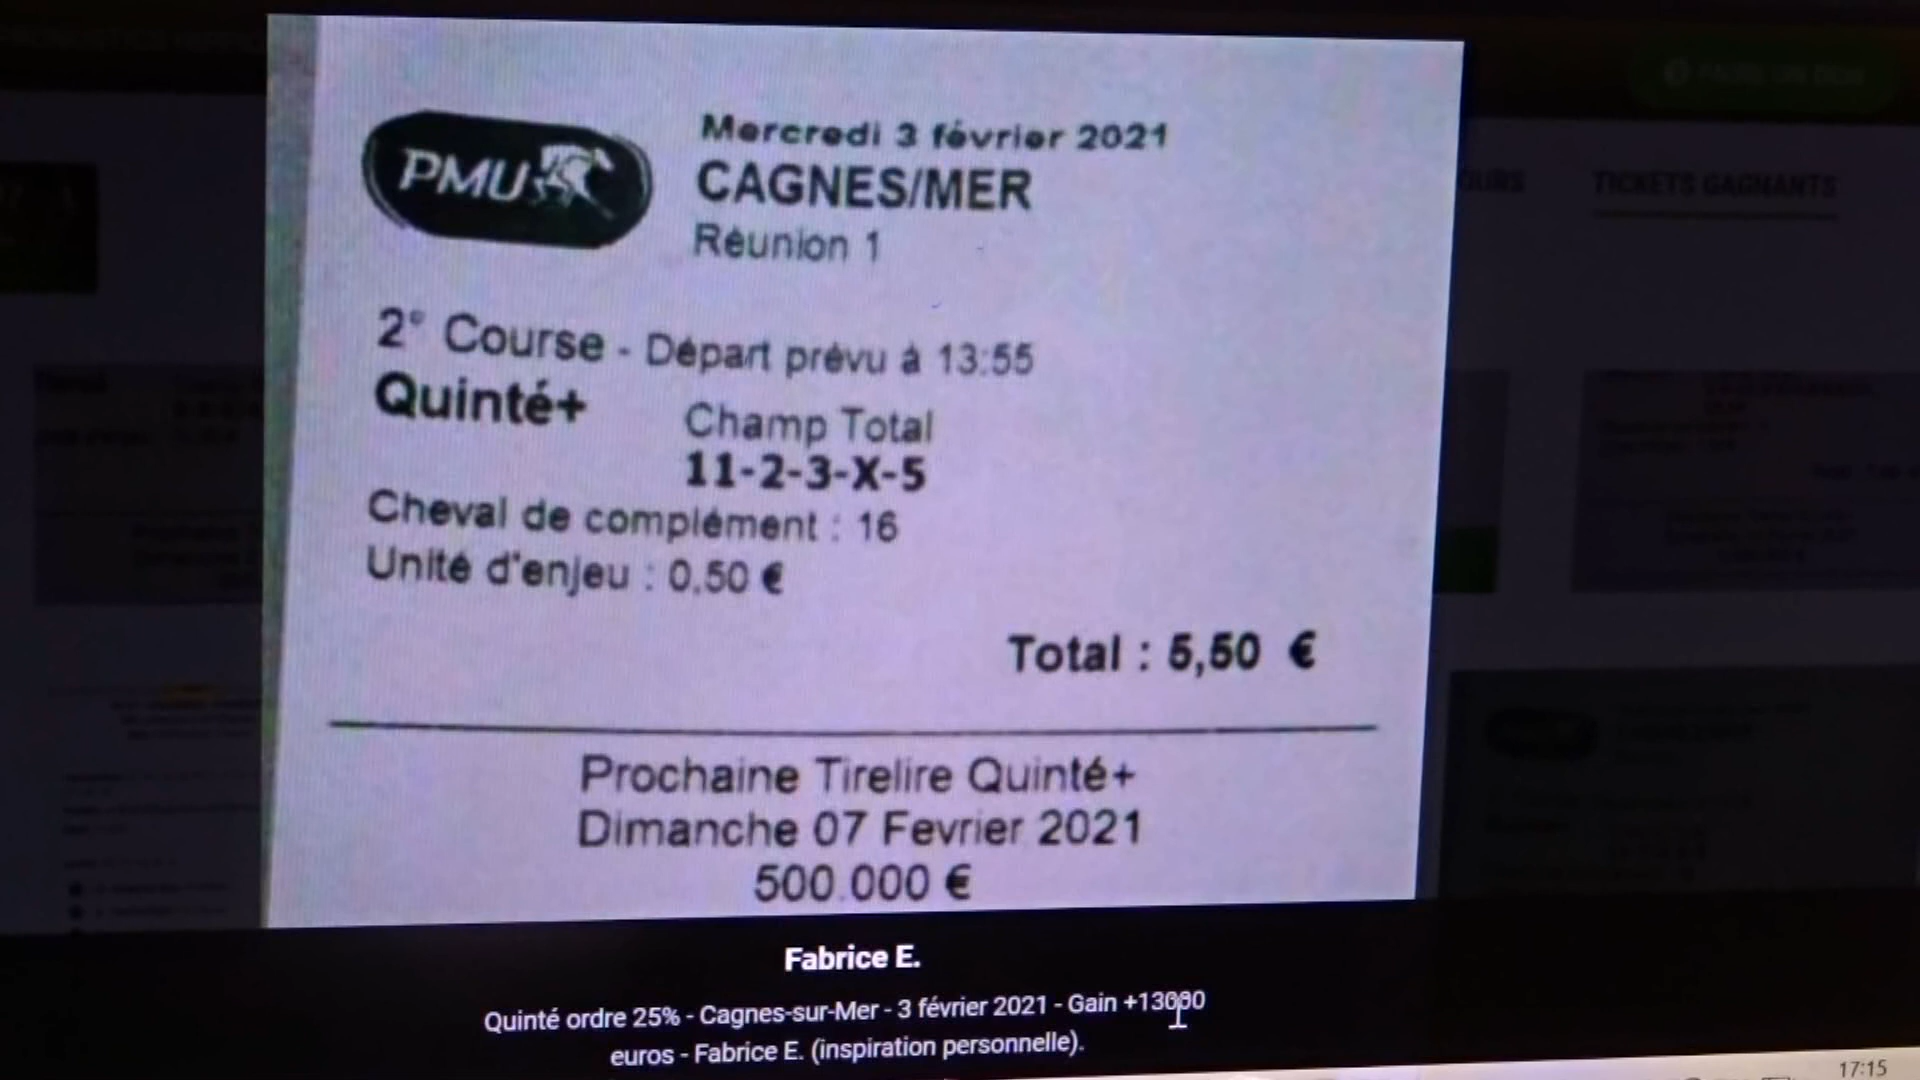 Mercredi 3 février 2021
PMU
CAGNES/MER
Réunion 1
2° Course - Départ prévu à 13:55
Quinté+
Champ Total
11-2-3-X-5
Cheval de complément : 16
Unité d'enjeu : 0,50 €
Total : 5,50 €
Prochaine Tirelire Quinté+
Dimanche 07 Fevrier 2021
500.000 €
TICKETS GAGNANTS
Fabrice E.
Quinté ordre 25% - Cagnes-sur-Mer - 3 février 2021 - Gain
euros - Fabrice E. (inspiration personnelle).
17:15